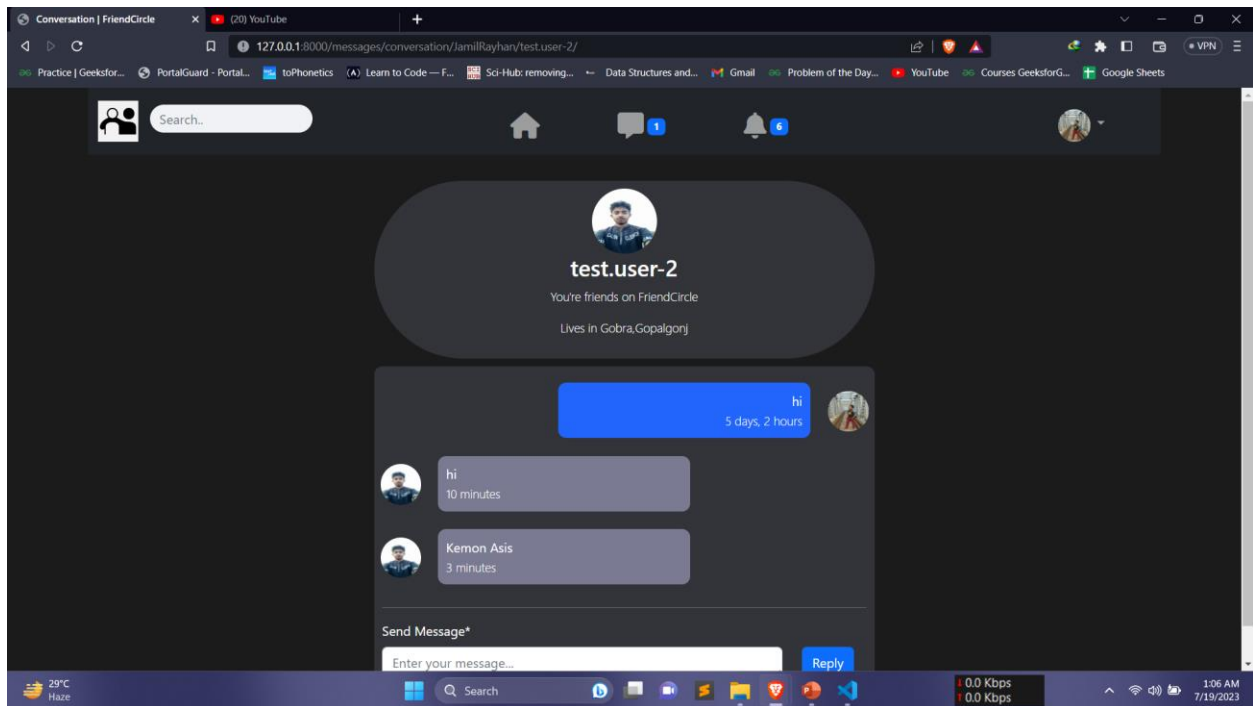 Conversation | FriendCircle
(20) YouTube
127.0.0.1:8000/messages/conversation/JamilRayhan/test.user-2/
VPN
Practice | Geeksfor...
PortalGuard - Portal...
toPhonetics
Learn to Code — F...
Sci-Hub: removing...
Data Structures and...
Gmail
Problem of the Day...
YouTube
Courses GeeksforG...
Google Sheets
Search..
1
6
test.user-2
You're friends on FriendCircle
Lives in Gobra,Gopalgonj
hi
5 days, 2 hours
hi
10 minutes
Kemon Asis
3 minutes
Send Message*
Enter your message...
Reply
29°C
Haze
Search
0.0 Kbps
0.0 Kbps
1:06 AM
7/19/2023